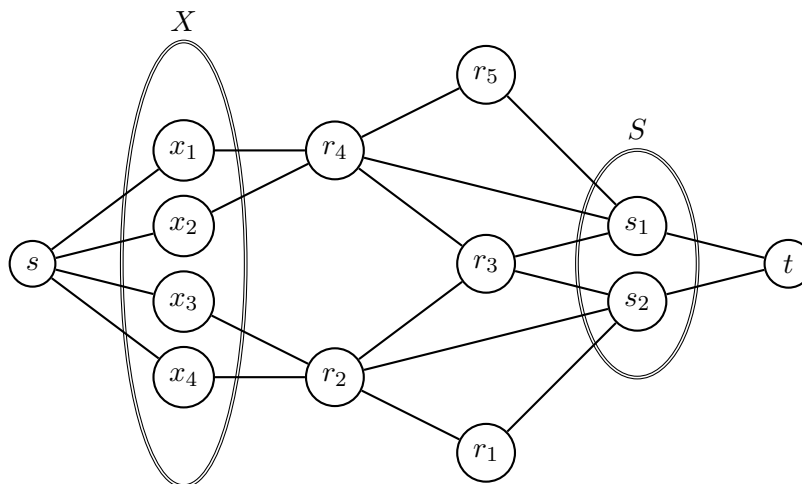 X
r₅
x₁
r₄
S
x₂
s₁
s
r₃
t
x₃
s₂
x₄
r₂
r₁